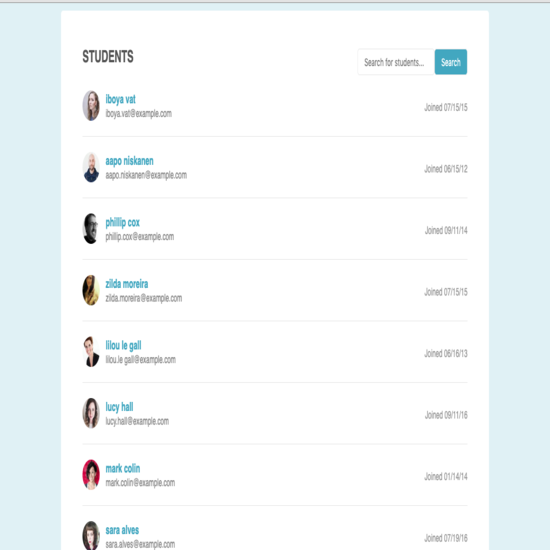 STUDENTS
Search for students... Search
iboya vat
iboya.vat@example.com
Joined 07/15/15
aapo niskanen
aapo.niskanen@example.com
Joined 06/15/12
phillip cox
phillip.cox@example.com
Joined 09/11/14
zilda moreira
zilda.moreira@example.com
Joined 07/15/15
lilou le gall
lilou.le gall@example.com
Joined 06/16/13
lucy hall
lucy.hall@example.com
Joined 09/11/16
mark colin
mark.colin@example.com
Joined 01/14/14
sara alves
sara.alves@example.com
Joined 07/19/16